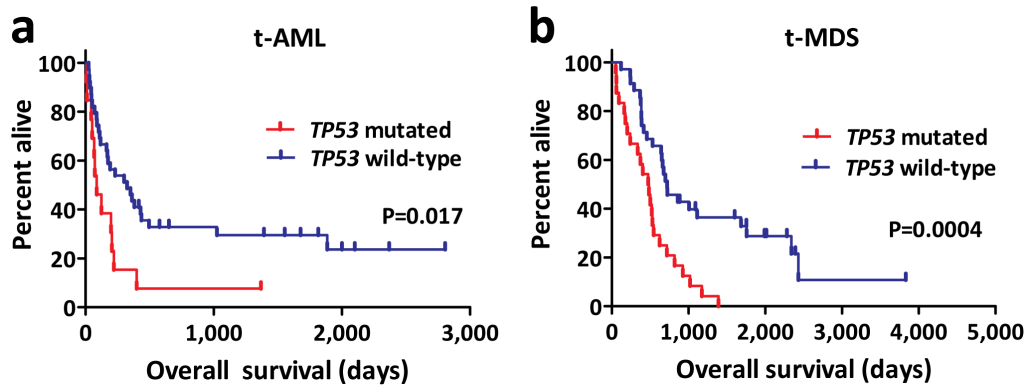 a
t-AML
Percent alive
100
80
60
40
20
0
TP53 mutated
TP53 wild-type
P=0.017
0
1,000
2,000
3,000
Overall survival (days)
b
t-MDS
Percent alive
100
80
60
40
20
0
TP53 mutated
TP53 wild-type
P=0.0004
0
1,000
2,000
3,000
4,000
5,000
Overall survival (days)